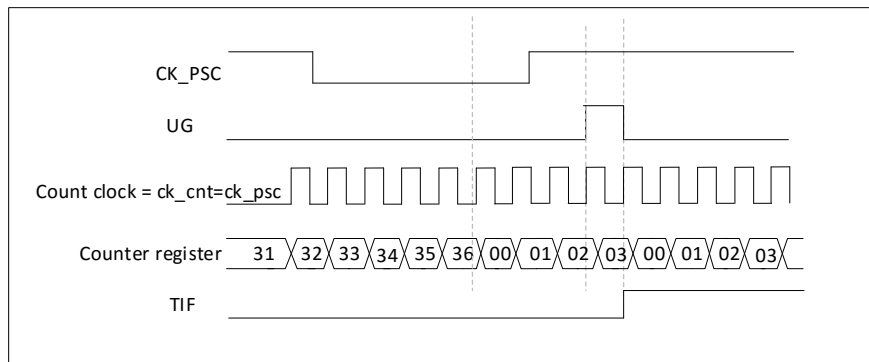 CK_PSC
UG
Count clock = ck_cnt=ck_psc
Counter register 31 32 33 34 35 36 00 01 02 03 00 01 02 03
TIF